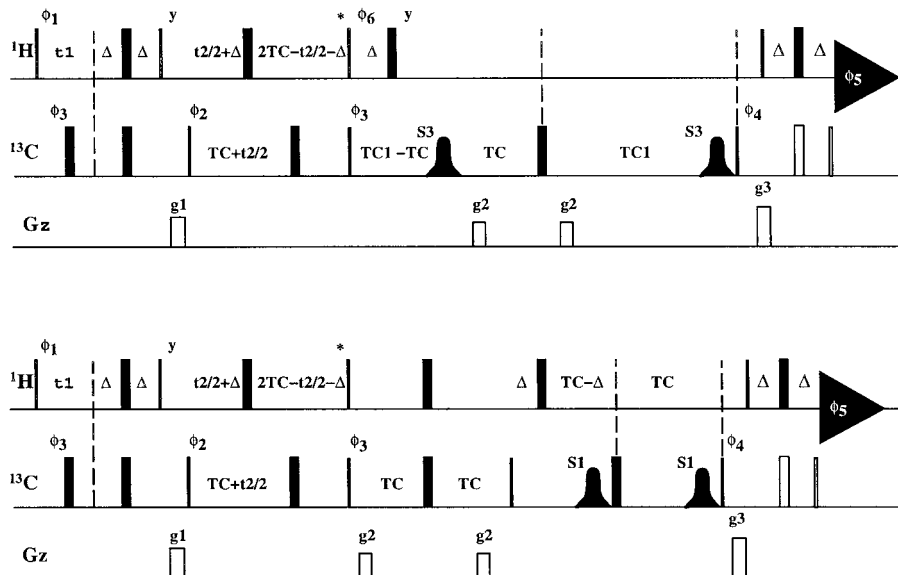 ϕ1 y * ϕ6 y
¹H t1 Δ Δ t2/2+Δ 2TC−t2/2−Δ Δ Δ Δ ϕ5
ϕ3 ϕ2 ϕ3 S3 S3 ϕ4
¹³C TC+t2/2 TC1−TC TC TC1
g1 g2 g2 g3
Gz
ϕ1 y *
¹H t1 Δ Δ t2/2+Δ 2TC−t2/2−Δ Δ TC−Δ TC Δ Δ ϕ5
ϕ3 ϕ2 ϕ3 S1 S1 ϕ4
¹³C TC+t2/2 TC TC
g1 g2 g2 g3
Gz